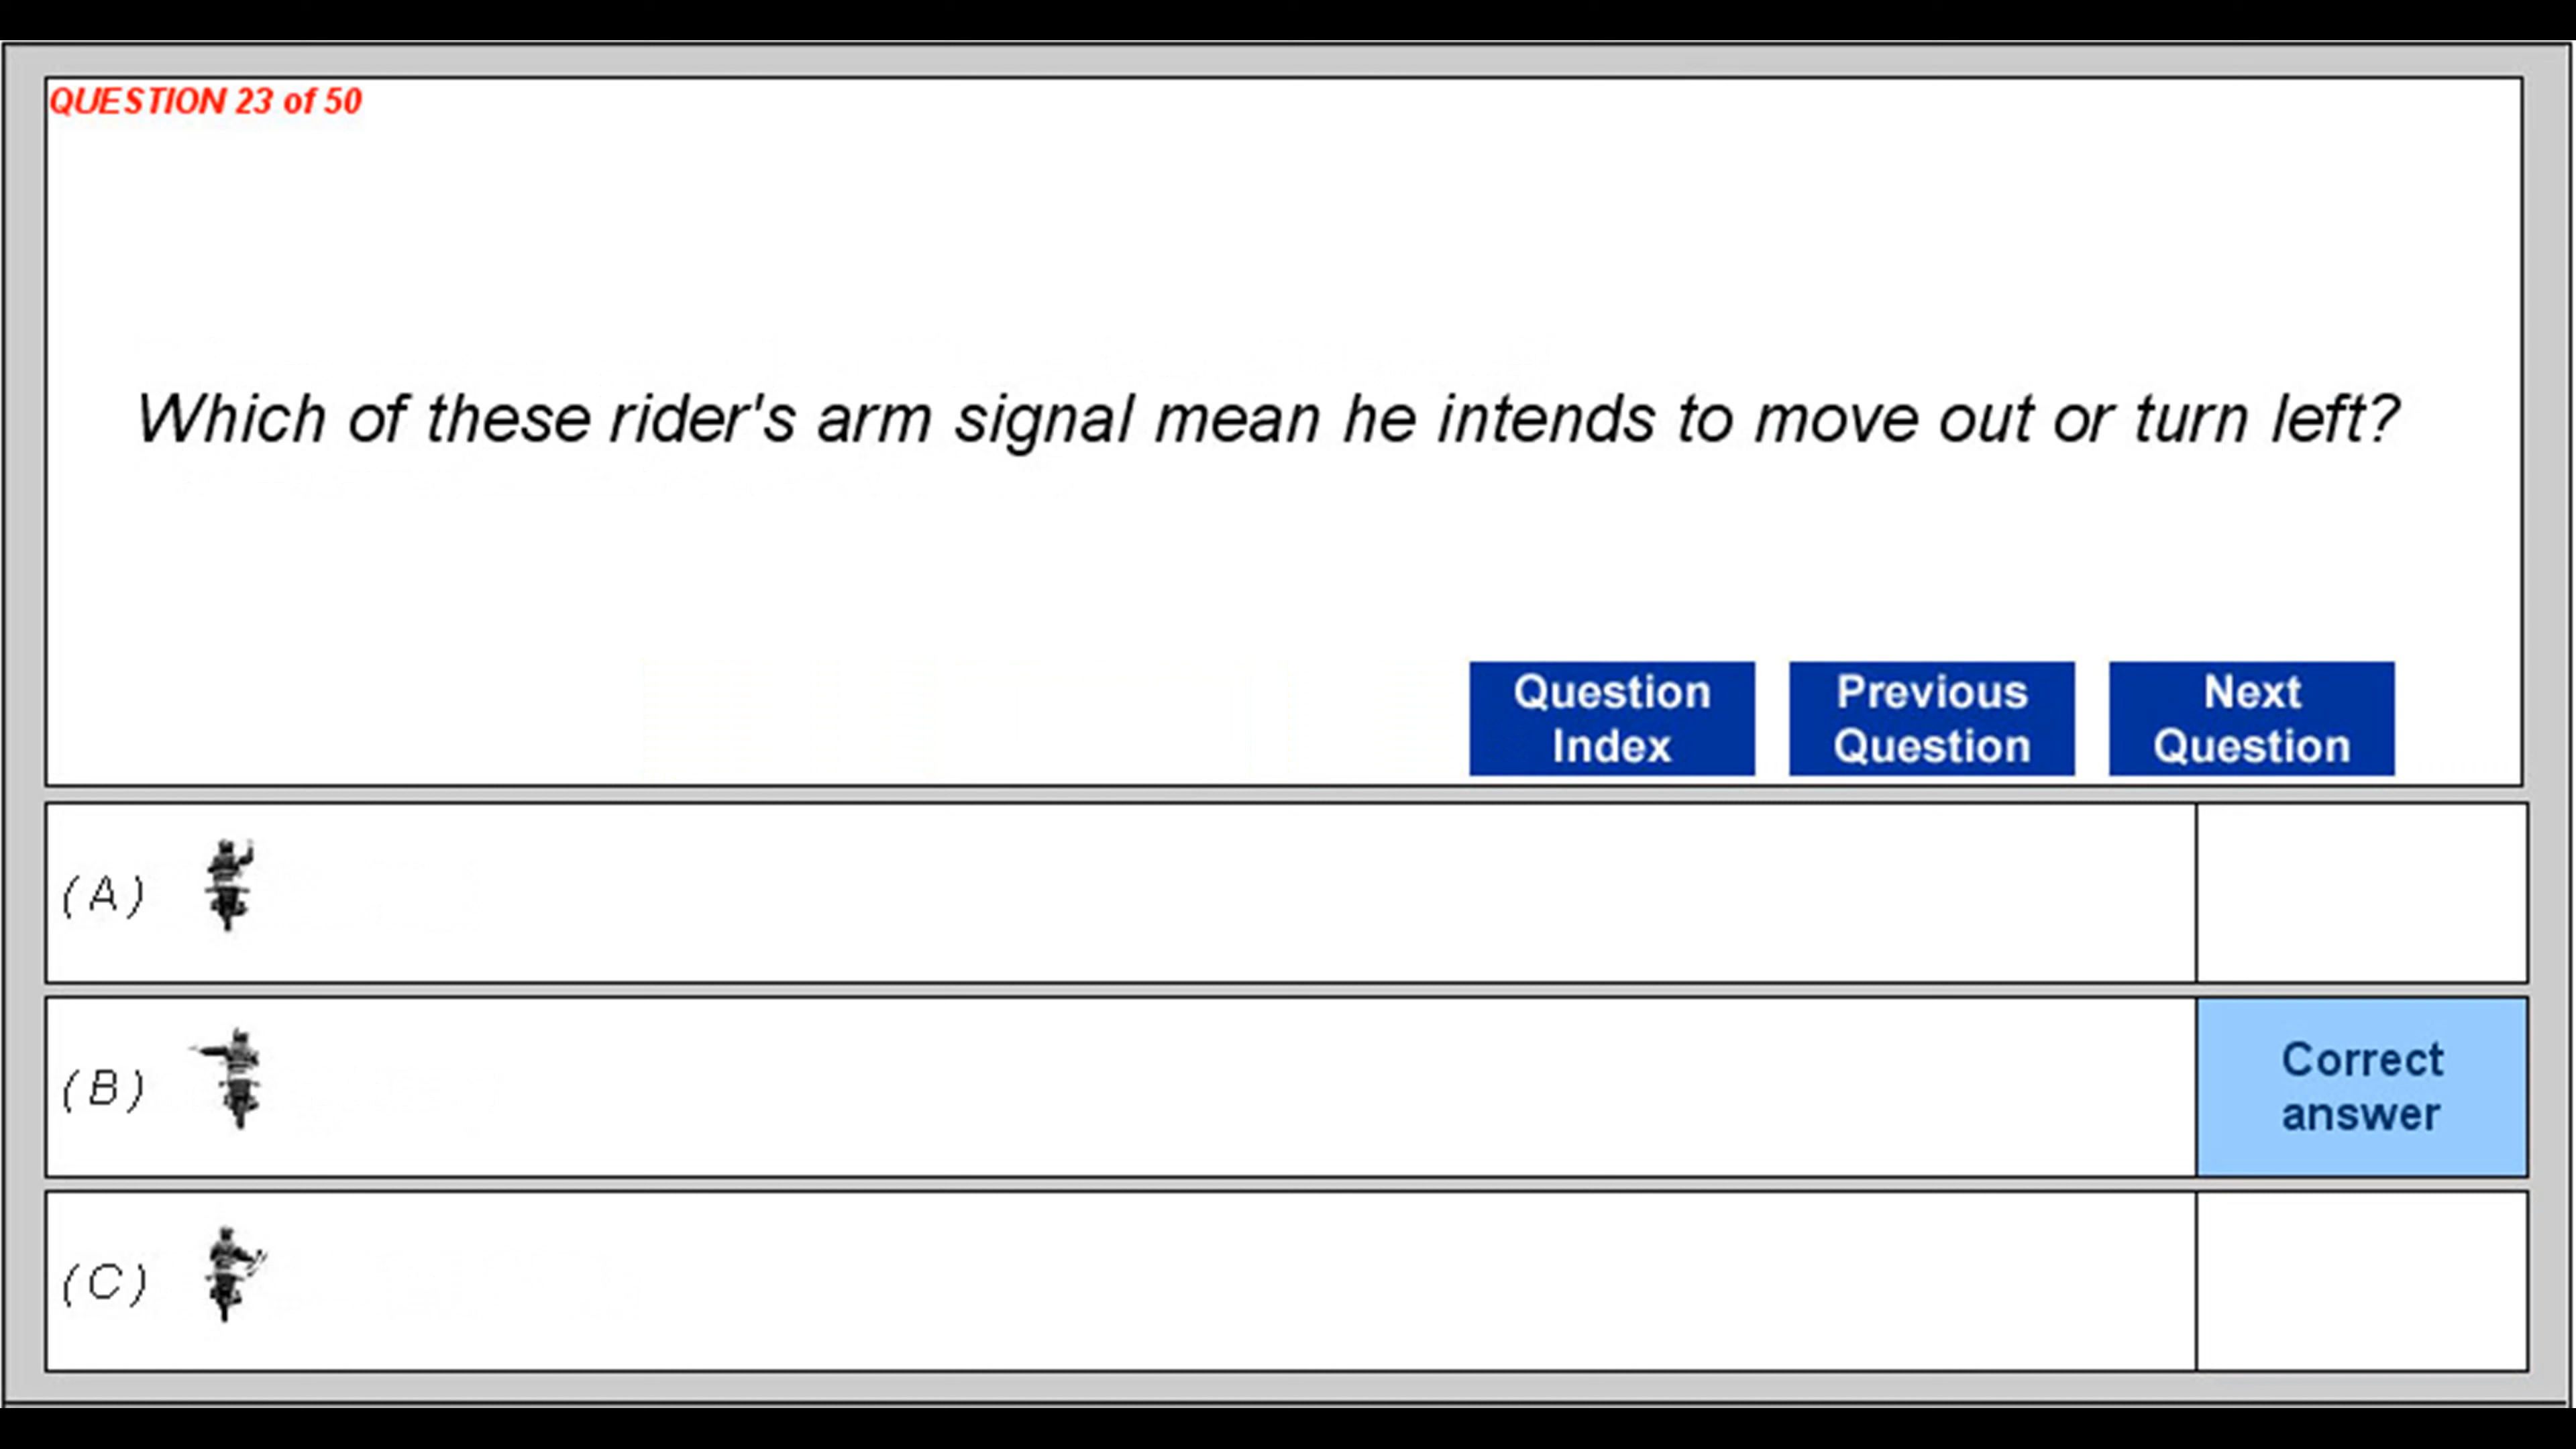 QUESTION 23 of 50
Which of these rider's arm signal mean he intends to move out or turn left?
Question
Index
Previous
Question
Next
Question
(A)
(B)
Correct
answer
(C)